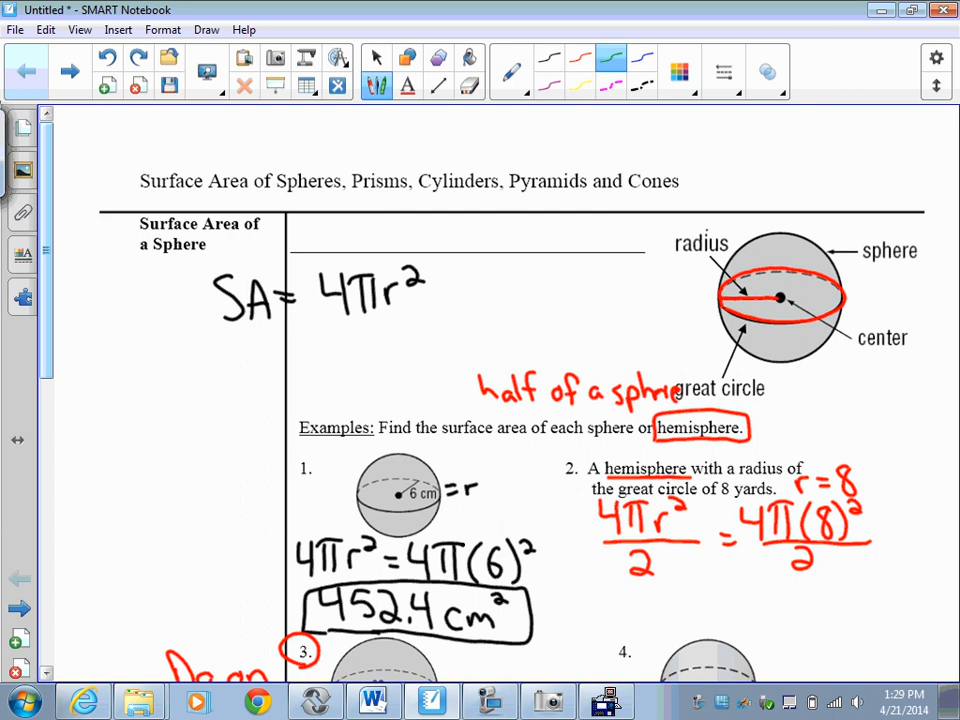 Untitled * - SMART Notebook
File Edit View Insert Format Draw Help
Surface Area of Spheres, Prisms, Cylinders, Pyramids and Cones
Surface Area of
a Sphere
SA = 4πr²
radius
sphere
center
great circle
half of a sphre
Examples: Find the surface area of each sphere or hemisphere.
1.
6 cm = r
4πr² = 4π(6)²
452.4 cm²
2. A hemisphere with a radius of
the great circle of 8 yards.
r = 8
4πr²/2 = 4π(8)²/2
3.
4.
1:29 PM
4/21/2014